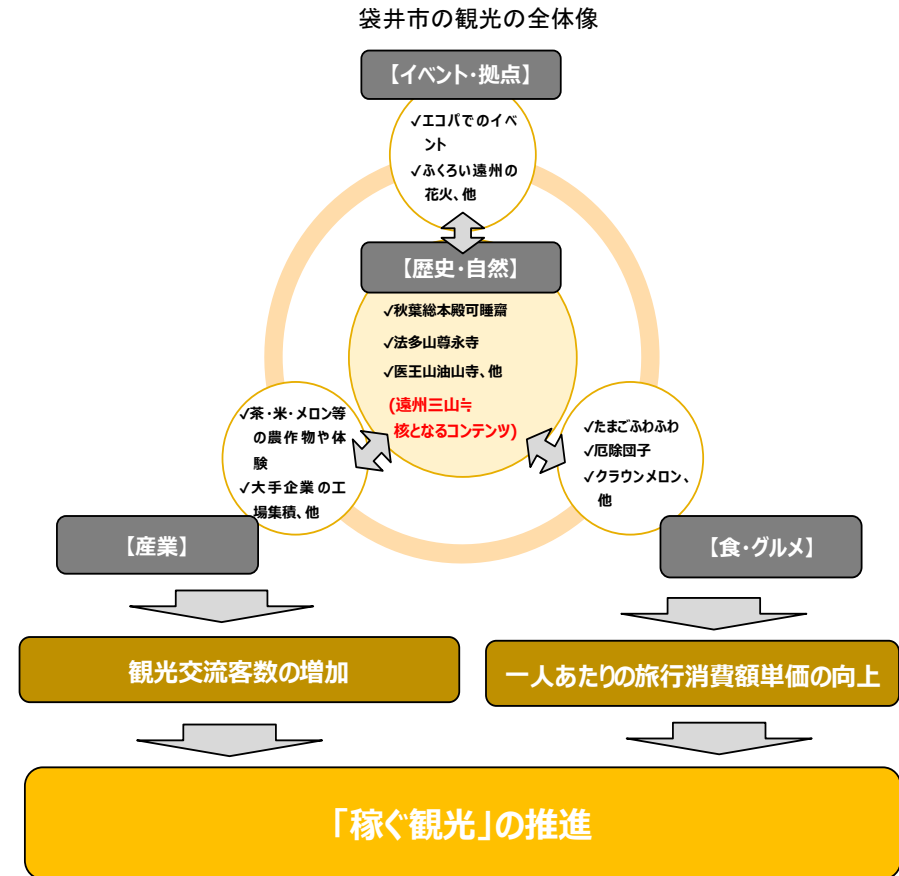 袋井市の観光の全体像
【イベント・拠点】
✓エコパでのイベ
ント
✓ふくろい遠州の
花火、他
【歴史・自然】
✓秋葉総本殿可睡齋
✓法多山尊永寺
✓医王山油山寺、他
(遠州三山≒
核となるコンテンツ)
✓茶・米・メロン等
の農作物や体
験
✓大手企業の工
場集積、他
【産業】
✓たまごふわふわ
✓厄除団子
✓クラウンメロン、
他
【食・グルメ】
観光交流客数の増加
一人あたりの旅行消費額単価の向上
「稼ぐ観光」の推進